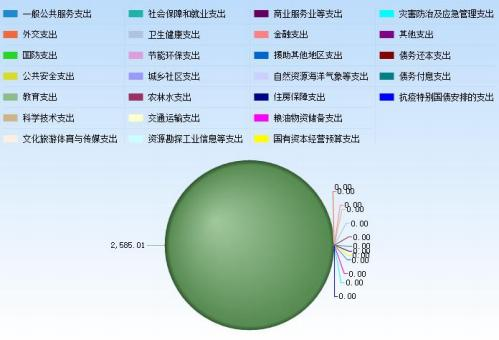 一般公共服务支出 社会保障和就业支出 商业服务业等支出 灾害防治及应急管理支出
外交支出 卫生健康支出 金融支出 其他支出
国防支出 节能环保支出 援助其他地区支出 债务还本支出
公共安全支出 城乡社区支出 自然资源海洋气象等支出 债务付息支出
教育支出 农林水支出 住房保障支出 抗疫特别国债安排的支出
科学技术支出 交通运输支出 粮油物资储备支出
文化旅游体育与传媒支出 资源勘探工业信息等支出 国有资本经营预算支出
0.00
0.00
0.00
0.00
0.00
2,585.01 0.00
0.00
0.00
0.00
0.00
0.00
0.00